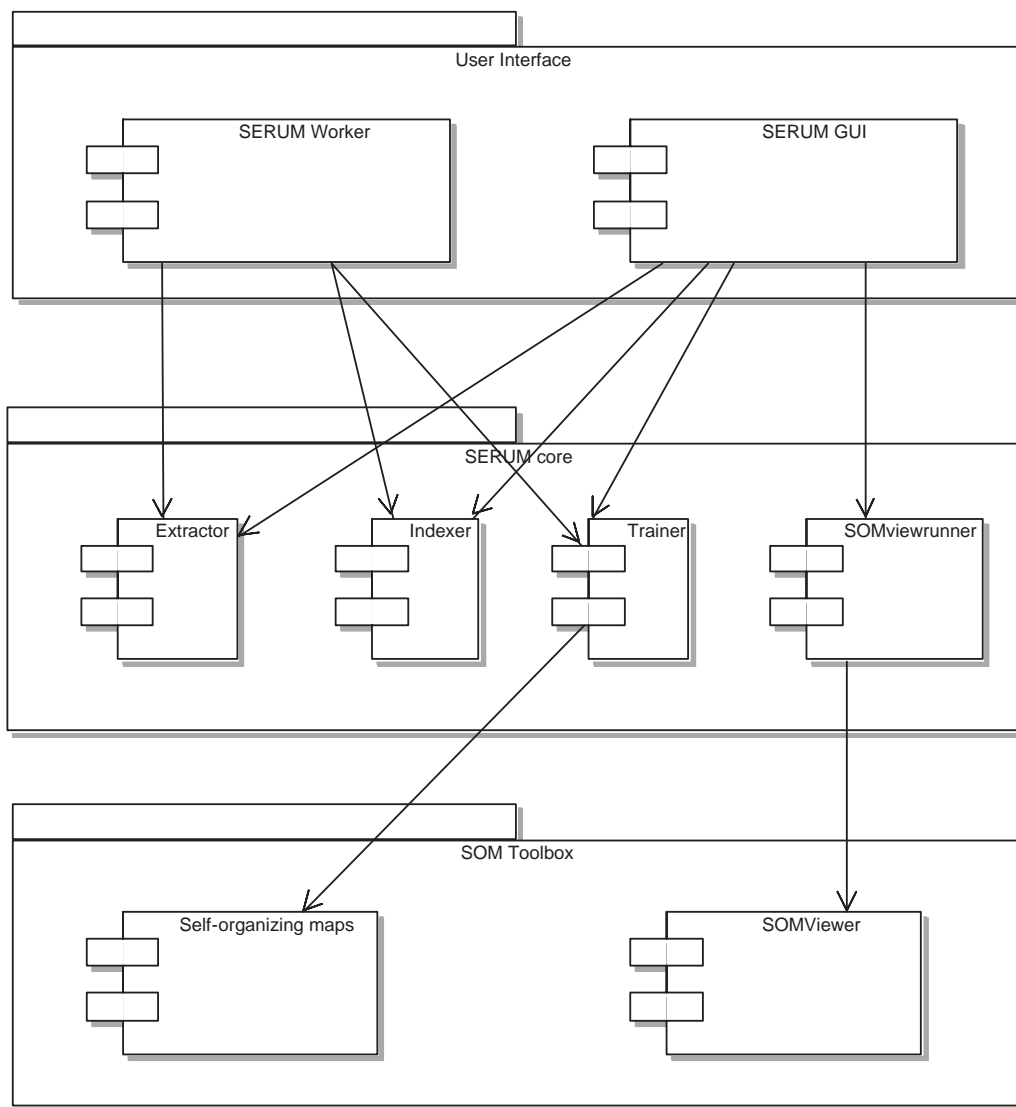 User Interface
SERUM Worker
SERUM GUI
SERUM core
Extractor
Indexer
Trainer
SOMviewrunner
SOM Toolbox
Self-organizing maps
SOMViewer